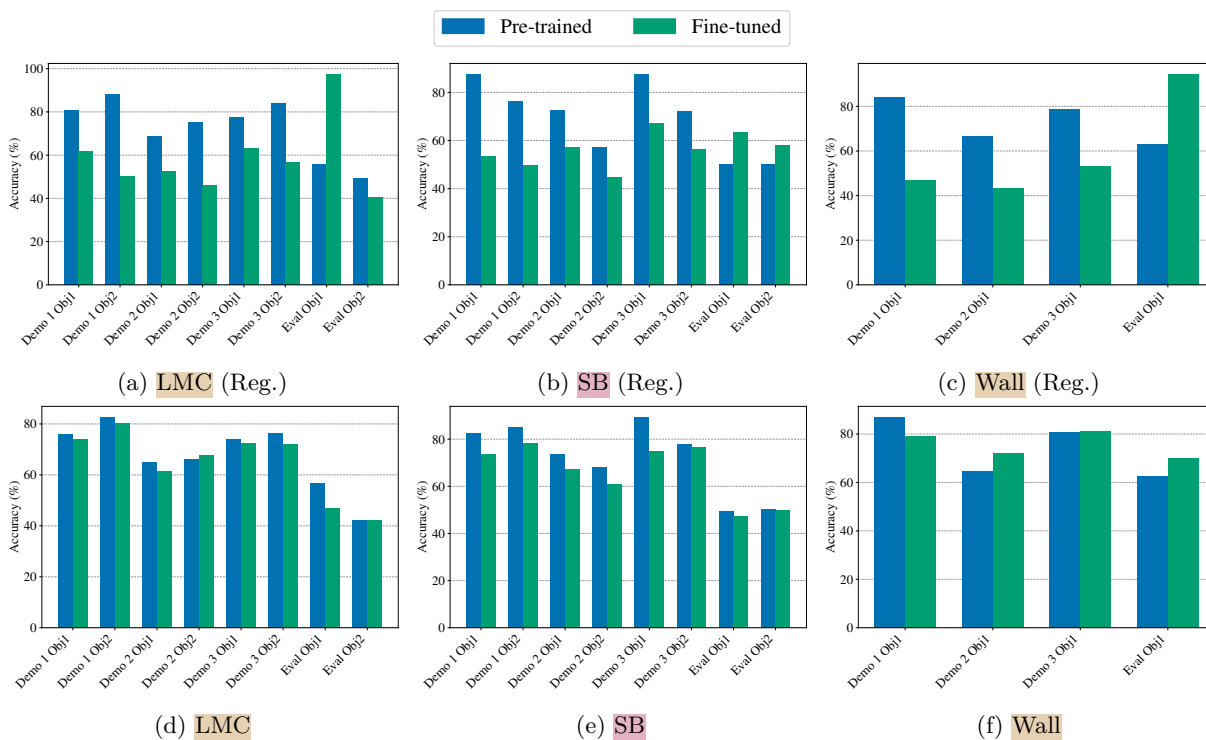 Pre-trained Fine-tuned
Accuracy (%)
100
80
60
40
20
0
Demo 1 Obj1
Demo 1 Obj2
Demo 2 Obj1
Demo 2 Obj2
Demo 3 Obj1
Demo 3 Obj2
Eval Obj1
Eval Obj2
(a) LMC (Reg.)
Accuracy (%)
80
60
40
20
0
Demo 1 Obj1
Demo 1 Obj2
Demo 2 Obj1
Demo 2 Obj2
Demo 3 Obj1
Demo 3 Obj2
Eval Obj1
Eval Obj2
(b) SB (Reg.)
Accuracy (%)
80
60
40
20
0
Demo 1 Obj1
Demo 2 Obj1
Demo 3 Obj1
Eval Obj1
(c) Wall (Reg.)
Accuracy (%)
80
60
40
20
0
Demo 1 Obj1
Demo 1 Obj2
Demo 2 Obj1
Demo 2 Obj2
Demo 3 Obj1
Demo 3 Obj2
Eval Obj1
Eval Obj2
(d) LMC
Accuracy (%)
80
60
40
20
0
Demo 1 Obj1
Demo 1 Obj2
Demo 2 Obj1
Demo 2 Obj2
Demo 3 Obj1
Demo 3 Obj2
Eval Obj1
Eval Obj2
(e) SB
Accuracy (%)
80
60
40
20
0
Demo 1 Obj1
Demo 2 Obj1
Demo 3 Obj1
Eval Obj1
(f) Wall